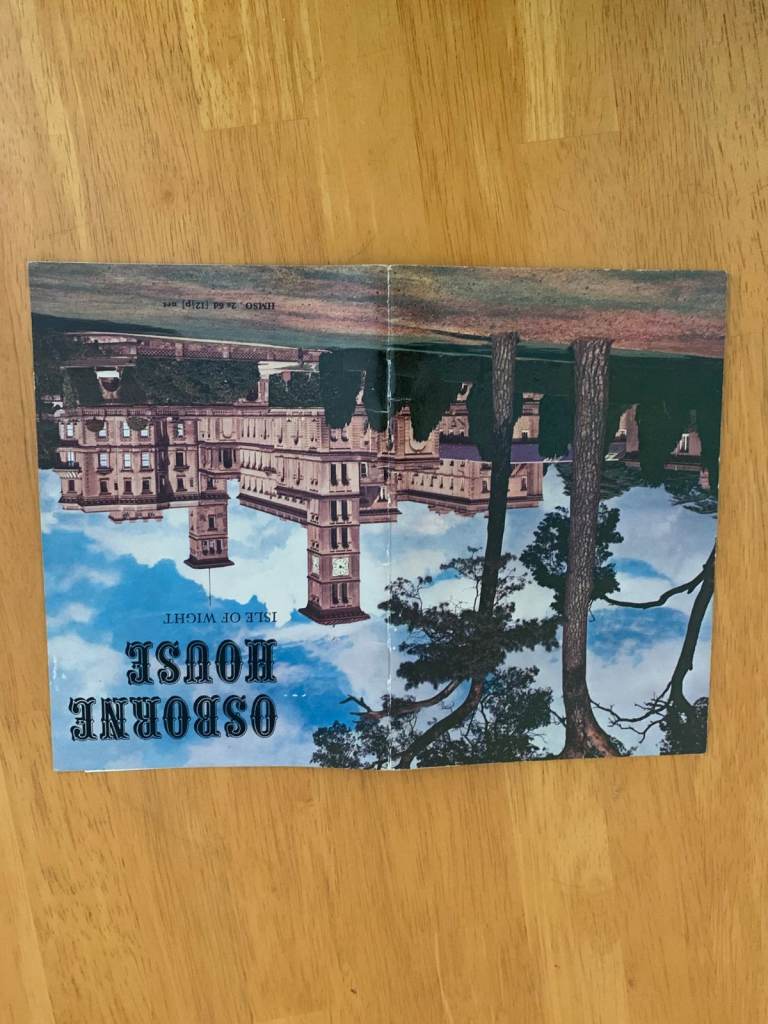 OSBORNE
HOUSE
ISLE OF WIGHT
HMSO . 2s 6d [12½p] net